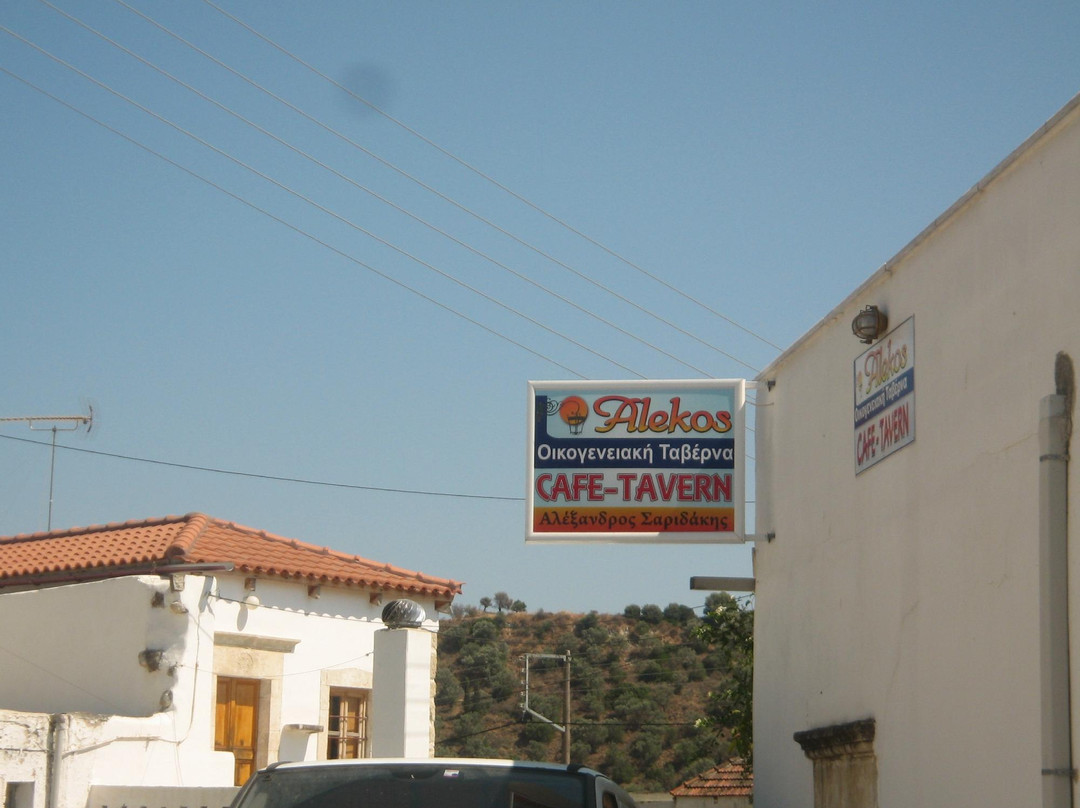 Alekos
Οικογενειακή Ταβέρνα
CAFE-TAVERN
Αλέξανδρος Σαριδάκης
Alekos
Οικογενειακή Ταβέρνα
CAFE-TAVERN